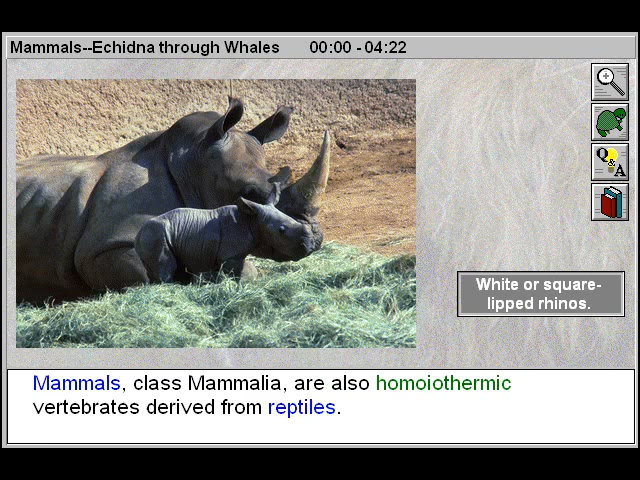 Mammals--Echidna through Whales 00:00 - 04:22
Q&A
White or square-
lipped rhinos.
Mammals, class Mammalia, are also homoiothermic
vertebrates derived from reptiles.